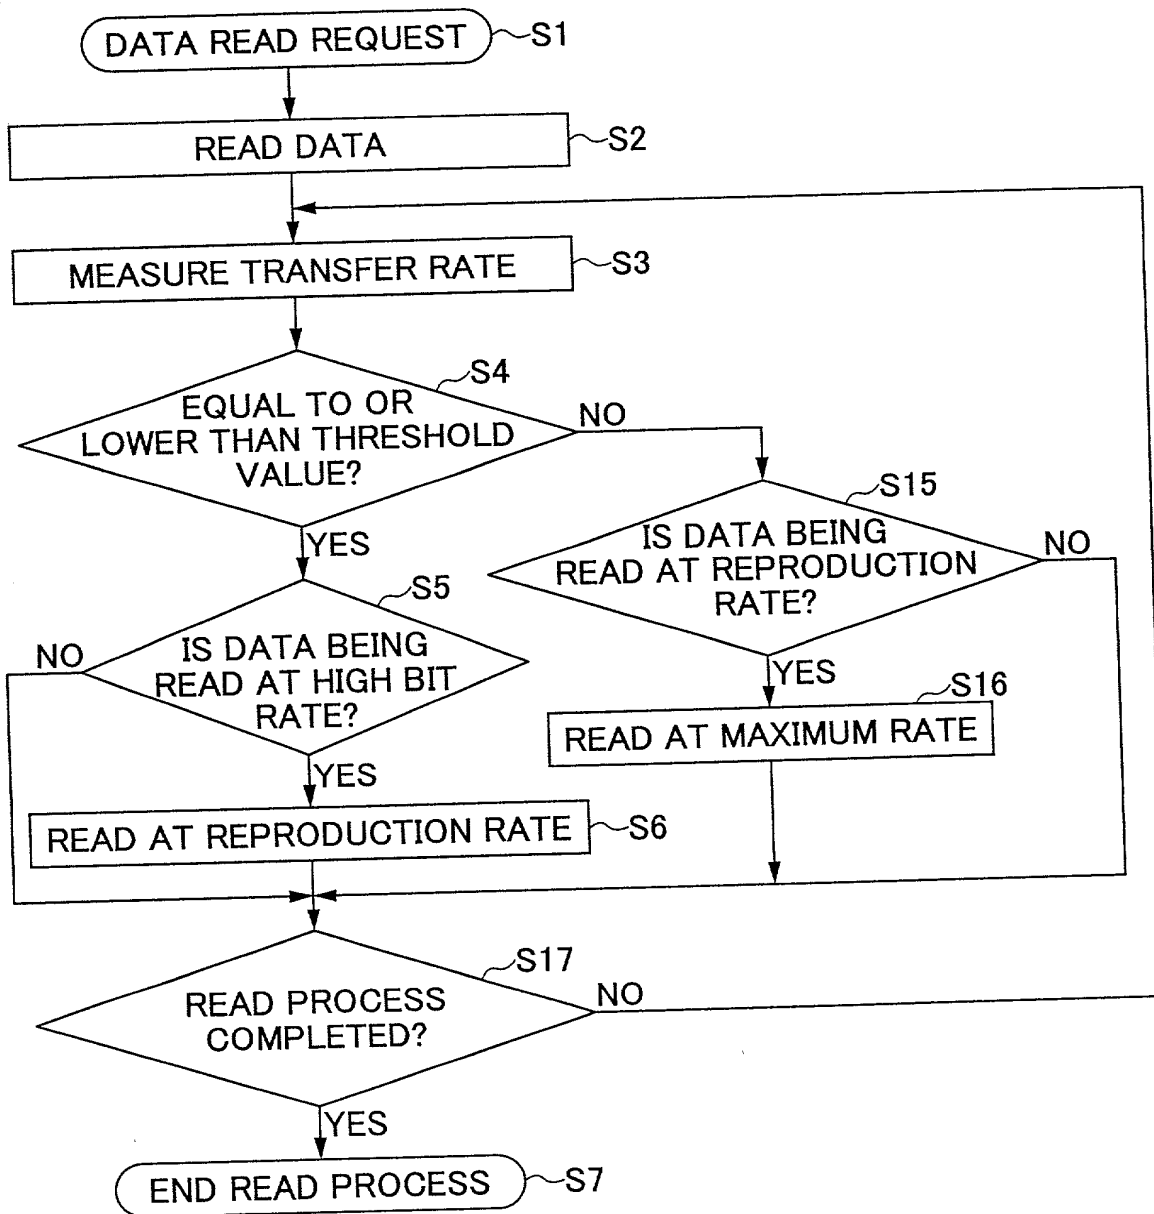 DATA READ REQUEST
S1
READ DATA
S2
MEASURE TRANSFER RATE
S3
S4
EQUAL TO OR
LOWER THAN THRESHOLD
VALUE?
NO
YES
S15
IS DATA BEING
READ AT REPRODUCTION
RATE?
NO
YES
S5
IS DATA BEING
READ AT HIGH BIT
RATE?
NO
YES
S16
READ AT MAXIMUM RATE
READ AT REPRODUCTION RATE
S6
S17
READ PROCESS
COMPLETED?
NO
YES
END READ PROCESS
S7